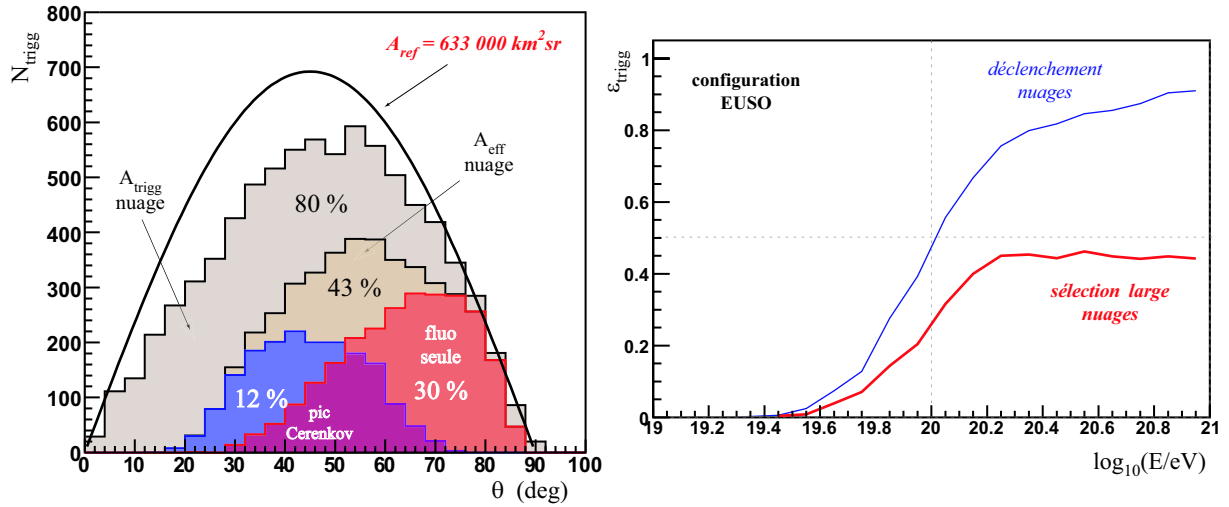 800
700
600
500
400
300
200
100
0
N_trigg
A_ref = 633 000 km²sr
A_trigg
nuage
A_eff
nuage
80 %
43 %
fluo
seule
30 %
12 %
pic
Cerenkov
0 10 20 30 40 50 60 70 80 90 100
θ (deg)
1
0.8
0.6
0.4
0.2
0
ε_trigg
configuration
EUSO
déclenchement
nuages
sélection large
nuages
19 19.2 19.4 19.6 19.8 20 20.2 20.4 20.6 20.8 21
log₁₀(E/eV)